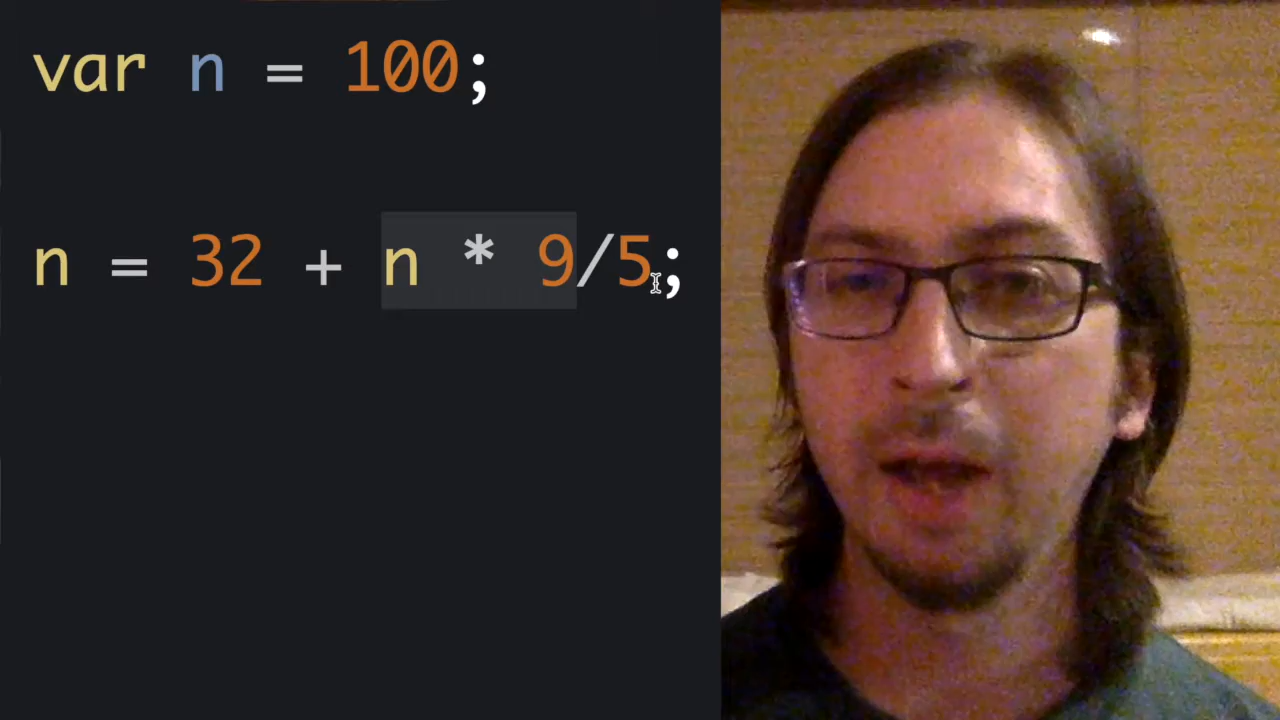 var n = 100;
n = 32 + n * 9/5;